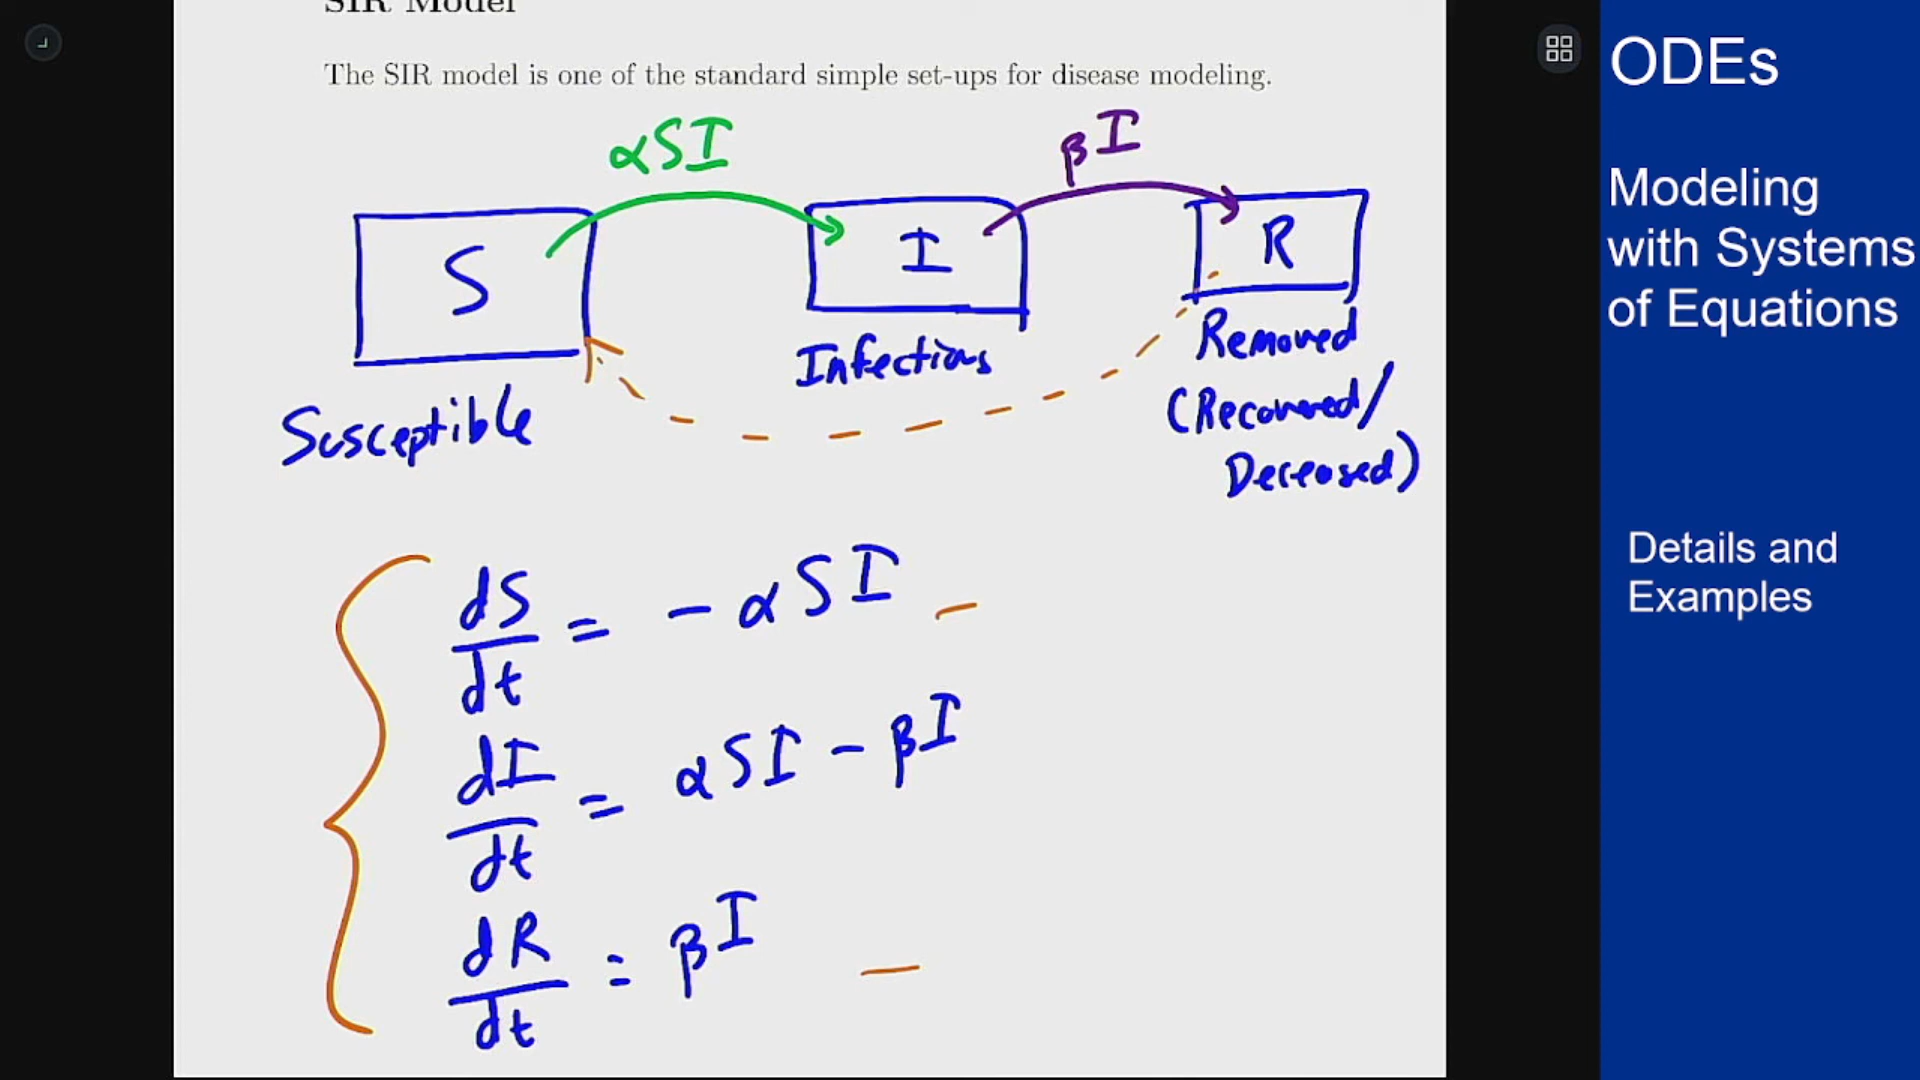 SIR Model
The SIR model is one of the standard simple set-ups for disease modeling.
αSI
βI
S
I
R
Susceptible
Infectious
Removed
(Recovered/
Deceased)
dS/dt = - αSI -
dI/dt = αSI - βI
dR/dt = βI -
ODEs
Modeling
with Systems
of Equations
Details and
Examples